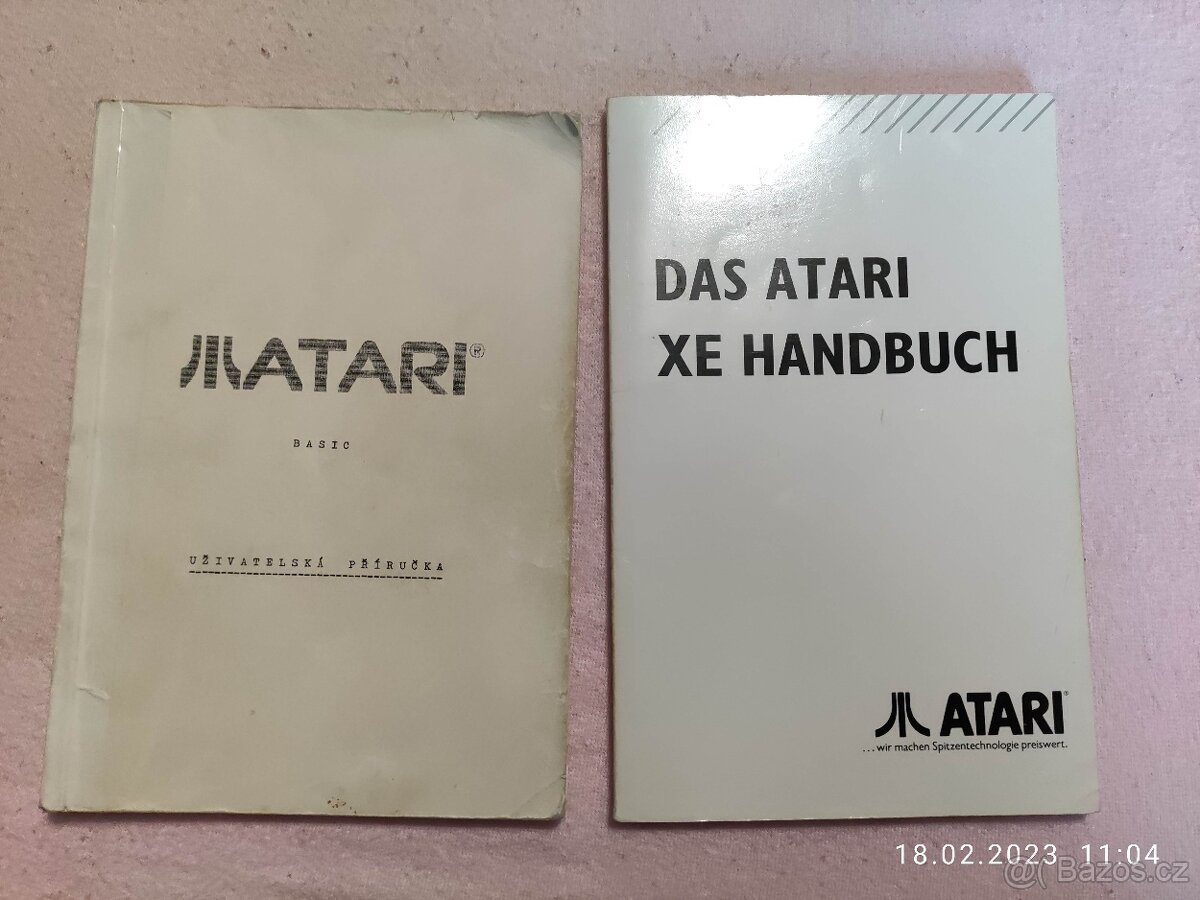 ATARI®
BASIC
UŽIVATELSKÁ PŘÍRUČKA
DAS ATARI
XE HANDBUCH
ATARI®
...wir machen Spitzentechnologie preiswert.
18.02.2023 11:04
@( Bazoš.cz